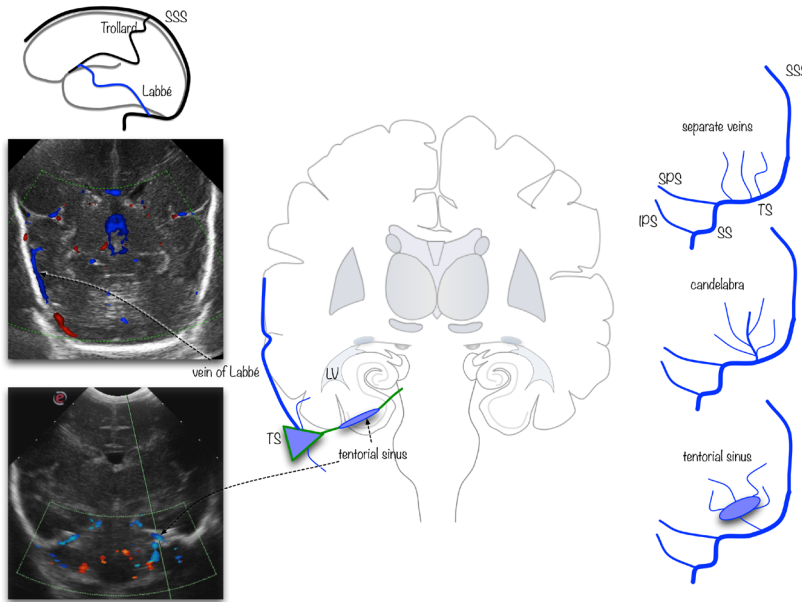 SSS
Trollard
Labbé
vein of Labbé
LV
TS
tentorial sinus
SSS
separate veins
SPS
IPS
TS
SS
candelabra
tentorial sinus